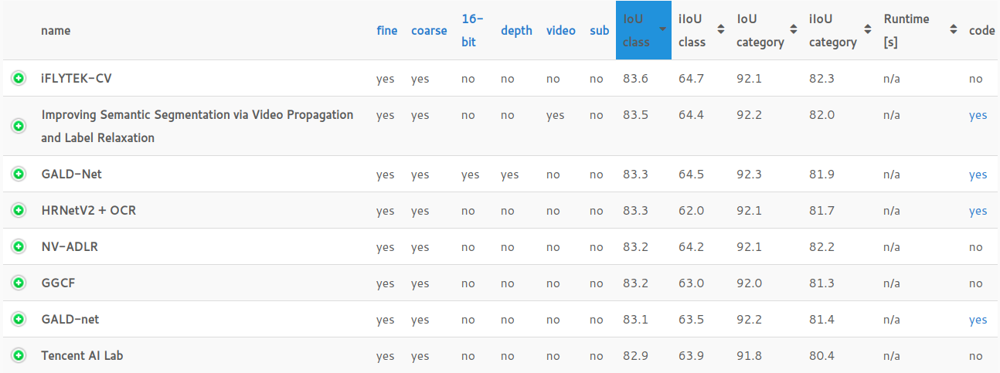 name fine coarse 16-bit depth video sub IoU class iIoU class IoU category iIoU category Runtime [s] code
iFLYTEK-CV yes yes no no no no 83.6 64.7 92.1 82.3 n/a no
Improving Semantic Segmentation via Video Propagation yes yes no no yes no 83.5 64.4 92.2 82.0 n/a yes
and Label Relaxation
GALD-Net yes yes yes yes no no 83.3 64.5 92.3 81.9 n/a yes
HRNetV2 + OCR yes yes no no no no 83.3 62.0 92.1 81.7 n/a yes
NV-ADLR yes yes no no no no 83.2 64.2 92.1 82.2 n/a no
GGCF yes yes no no no no 83.2 63.0 92.0 81.3 n/a no
GALD-net yes yes no no no no 83.1 63.5 92.2 81.4 n/a yes
Tencent AI Lab yes yes no no no no 82.9 63.9 91.8 80.4 n/a no